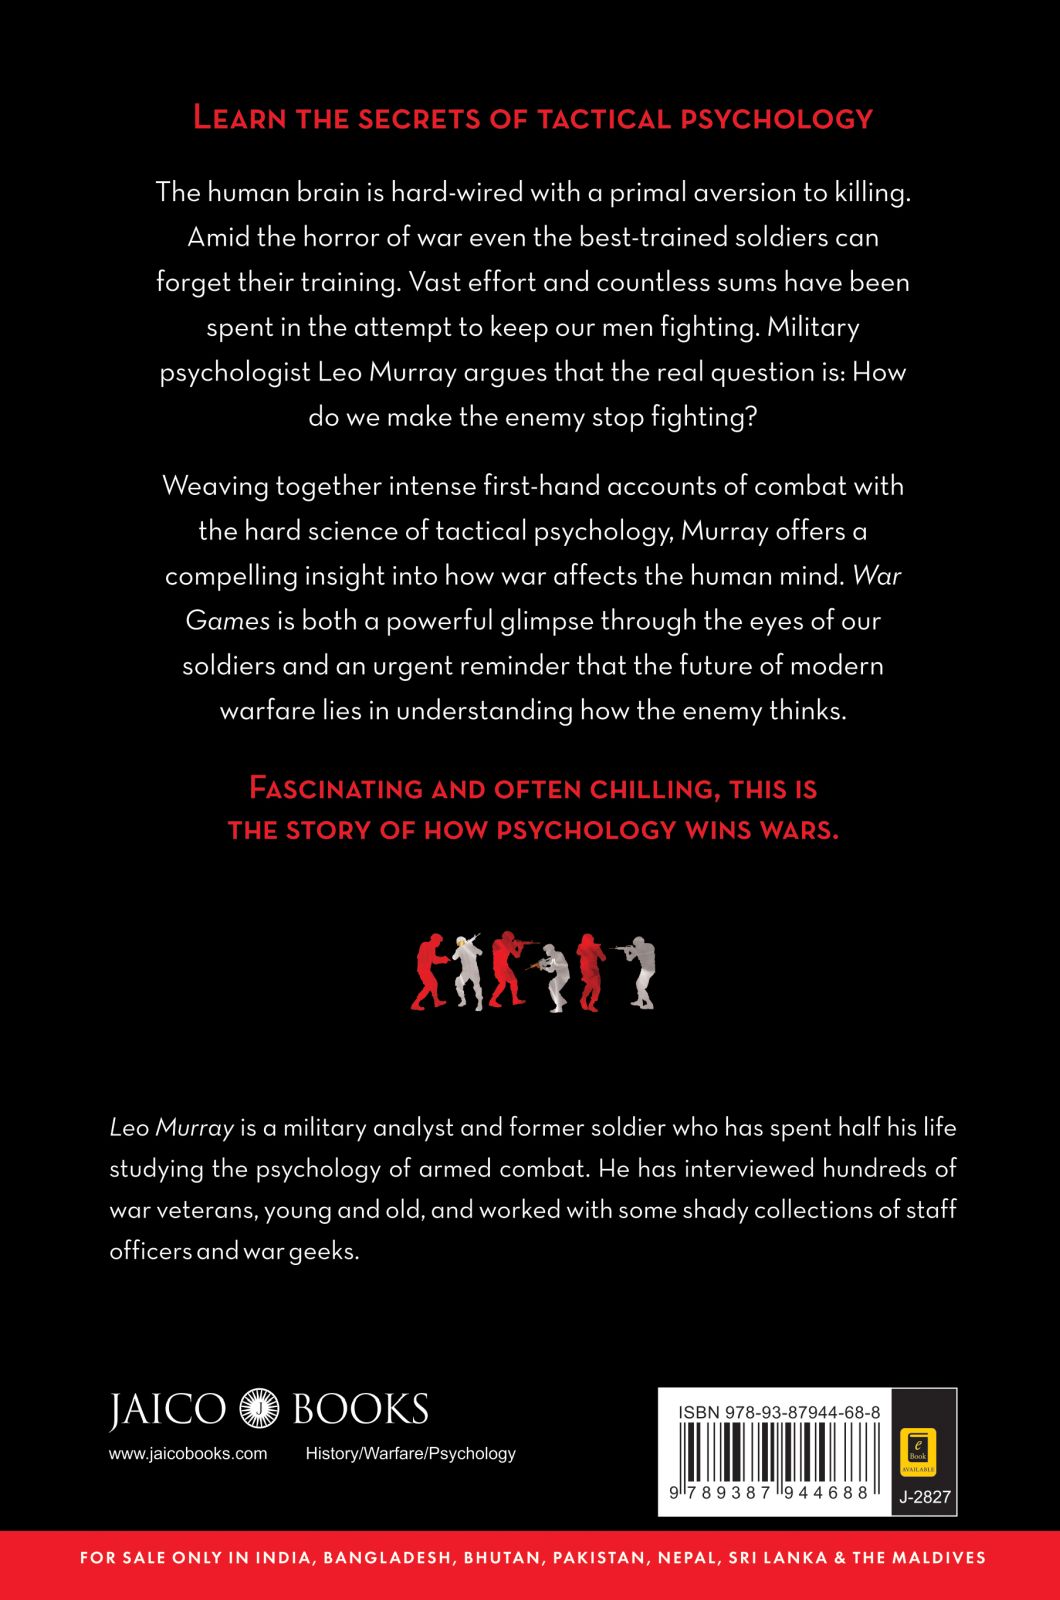 LEARN THE SECRETS OF TACTICAL PSYCHOLOGY
The human brain is hard-wired with a primal aversion to killing.
Amid the horror of war even the best-trained soldiers can
forget their training. Vast effort and countless sums have been
spent in the attempt to keep our men fighting. Military
psychologist Leo Murray argues that the real question is: How
do we make the enemy stop fighting?
Weaving together intense first-hand accounts of combat with
the hard science of tactical psychology, Murray offers a
compelling insight into how war affects the human mind. War
Games is both a powerful glimpse through the eyes of our
soldiers and an urgent reminder that the future of modern
warfare lies in understanding how the enemy thinks.
FASCINATING AND OFTEN CHILLING, THIS IS
THE STORY OF HOW PSYCHOLOGY WINS WARS.
Leo Murray is a military analyst and former soldier who has spent half his life
studying the psychology of armed combat. He has interviewed hundreds of
war veterans, young and old, and worked with some shady collections of staff
officers and war geeks.
JAICO J BOOKS
www.jaicobooks.com History/Warfare/Psychology
ISBN 978-93-87944-68-8
9 789387 944688
e
Book
AVAILABLE
J-2827
FOR SALE ONLY IN INDIA, BANGLADESH, BHUTAN, PAKISTAN, NEPAL, SRI LANKA & THE MALDIVES